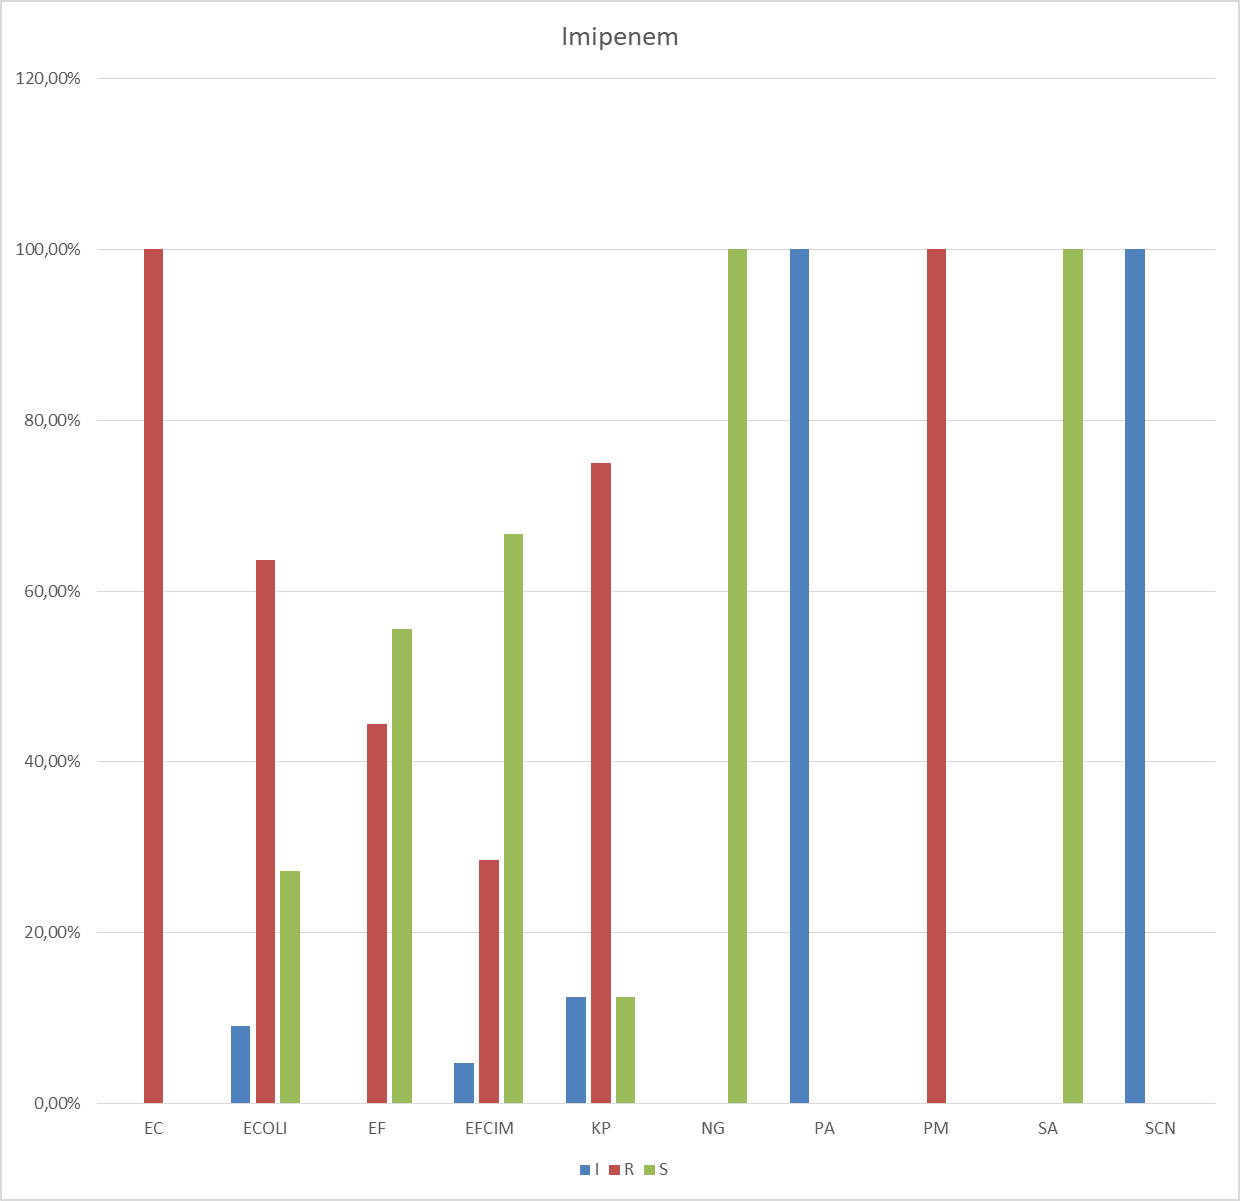 Imipenem
120,00%
100,00%
80,00%
60,00%
40,00%
20,00%
0,00%
EC ECOLI EF EFCIM KP NG PA PM SA SCN
I R S